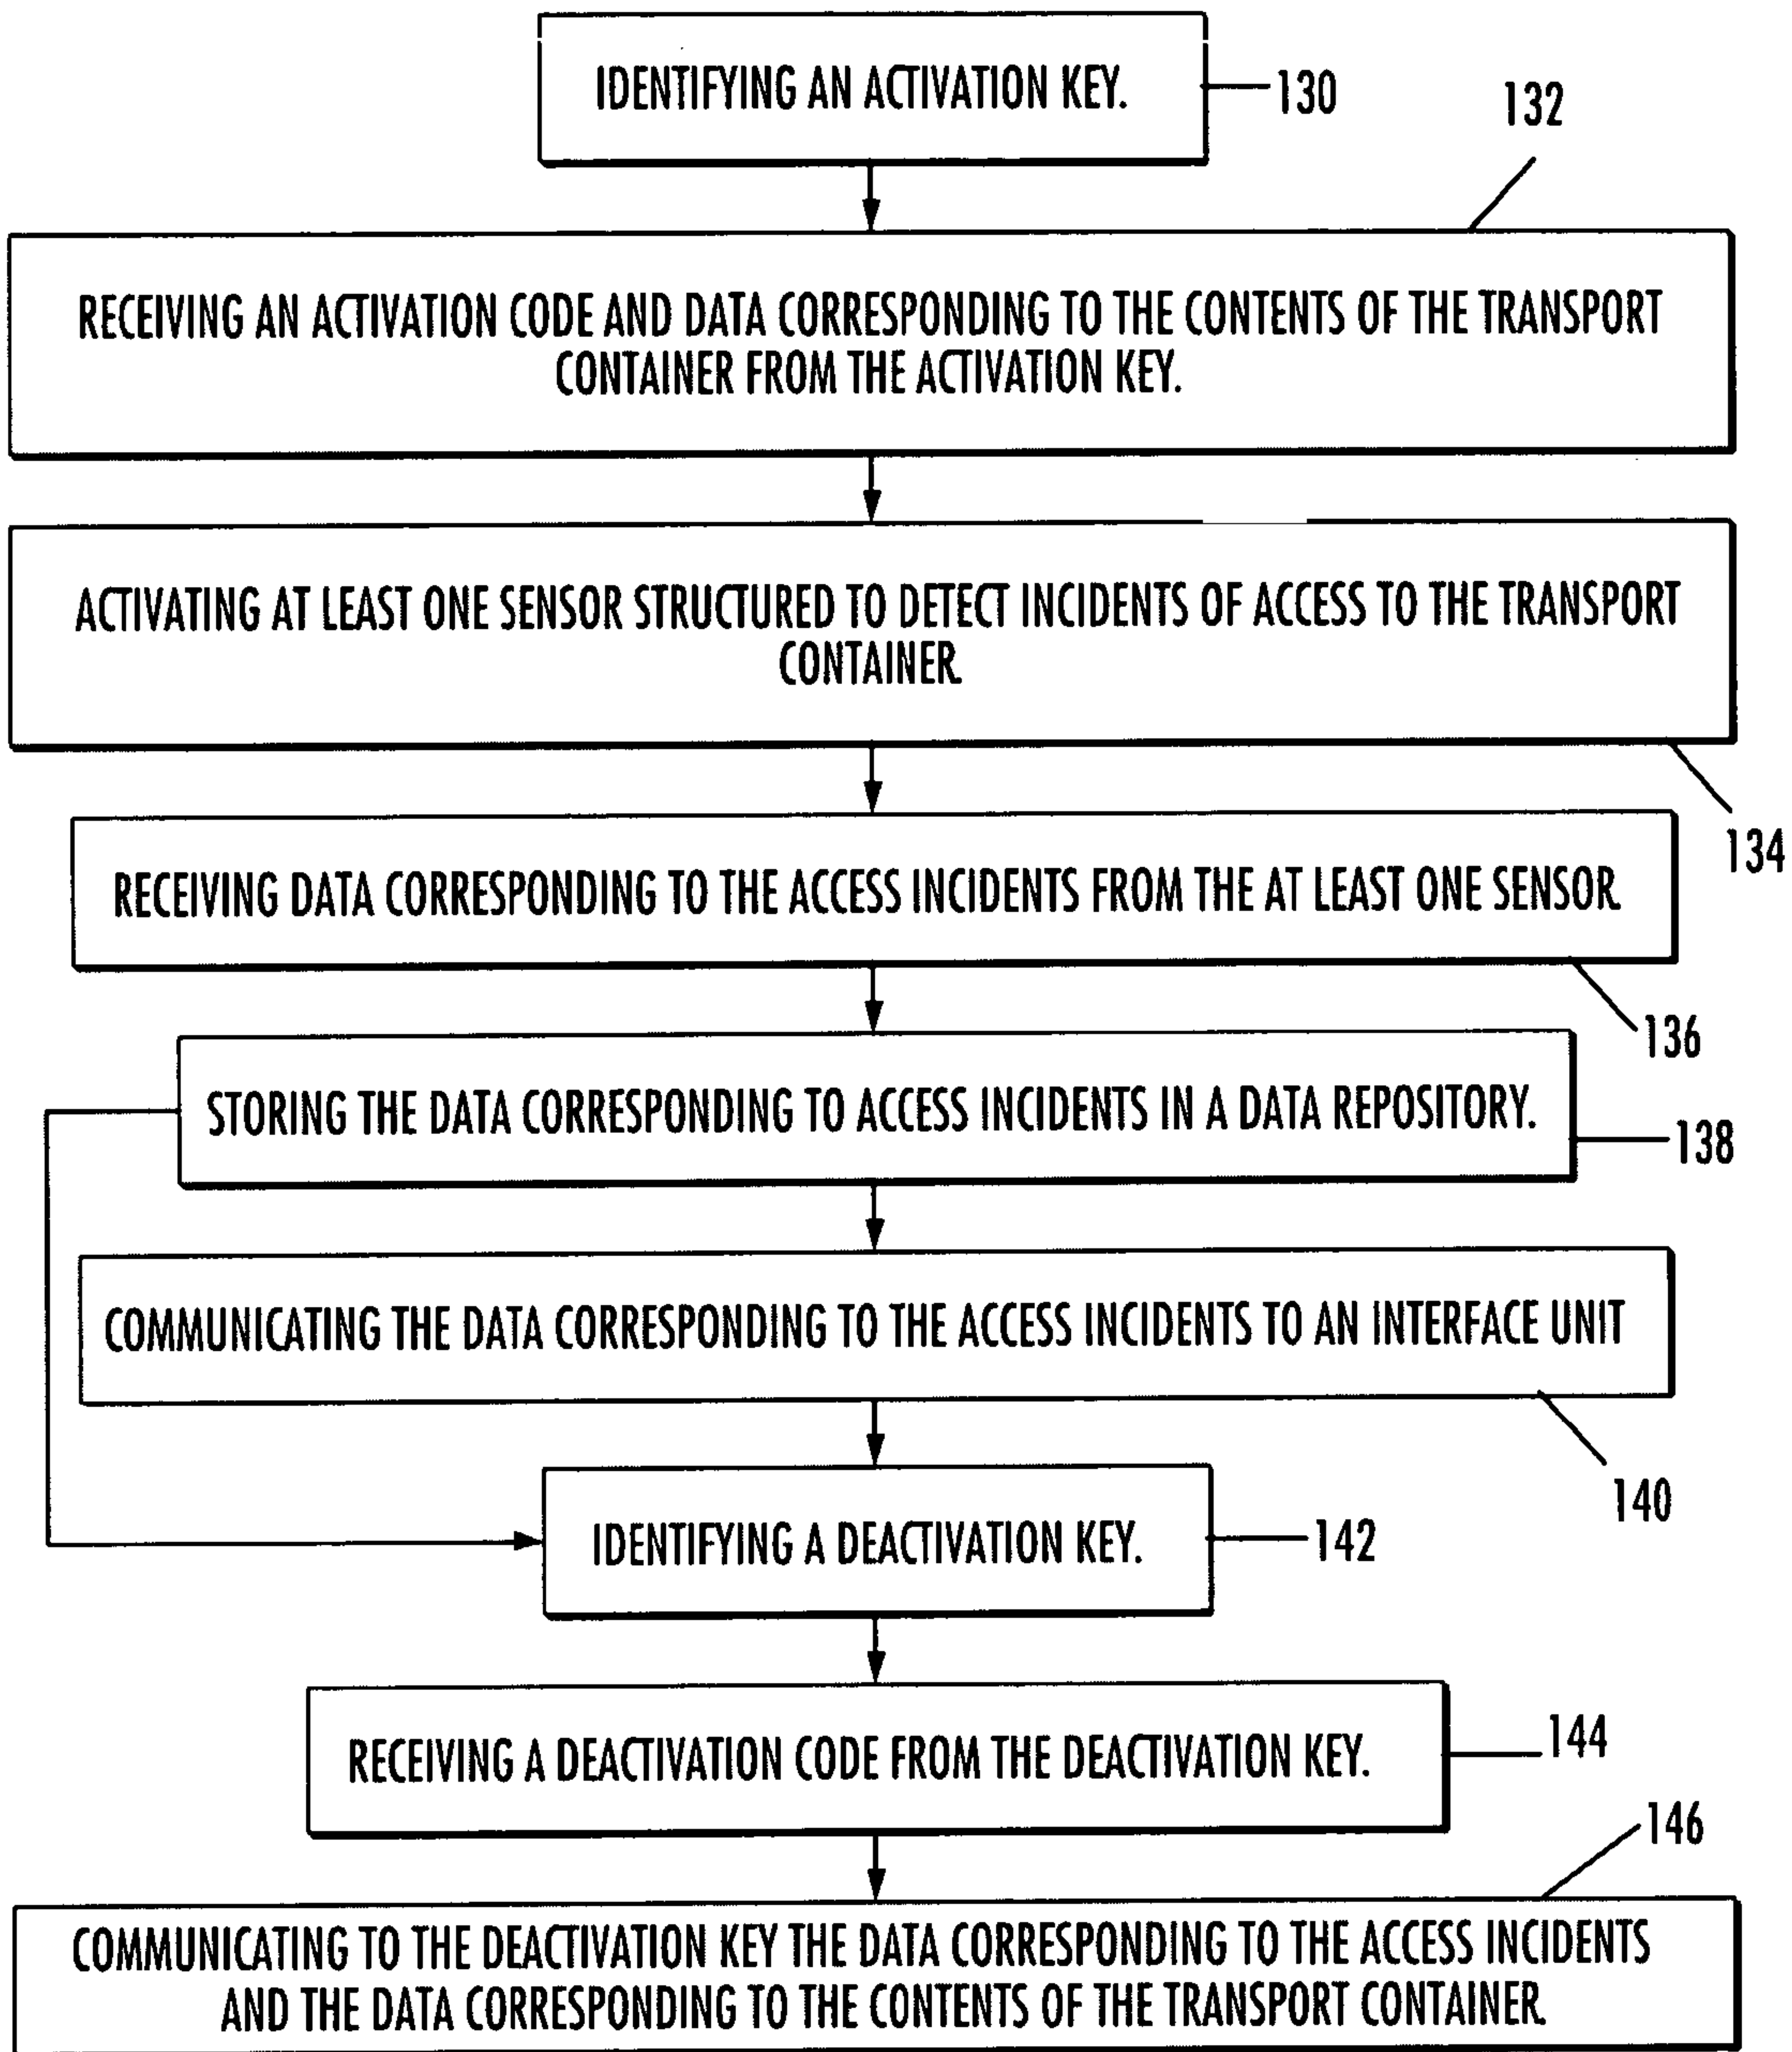 IDENTIFYING AN ACTIVATION KEY.
130
132
RECEIVING AN ACTIVATION CODE AND DATA CORRESPONDING TO THE CONTENTS OF THE TRANSPORT
CONTAINER FROM THE ACTIVATION KEY.
ACTIVATING AT LEAST ONE SENSOR STRUCTURED TO DETECT INCIDENTS OF ACCESS TO THE TRANSPORT
CONTAINER.
134
RECEIVING DATA CORRESPONDING TO THE ACCESS INCIDENTS FROM THE AT LEAST ONE SENSOR.
136
STORING THE DATA CORRESPONDING TO ACCESS INCIDENTS IN A DATA REPOSITORY.
138
COMMUNICATING THE DATA CORRESPONDING TO THE ACCESS INCIDENTS TO AN INTERFACE UNIT
140
IDENTIFYING A DEACTIVATION KEY.
142
RECEIVING A DEACTIVATION CODE FROM THE DEACTIVATION KEY.
144
146
COMMUNICATING TO THE DEACTIVATION KEY THE DATA CORRESPONDING TO THE ACCESS INCIDENTS
AND THE DATA CORRESPONDING TO THE CONTENTS OF THE TRANSPORT CONTAINER.